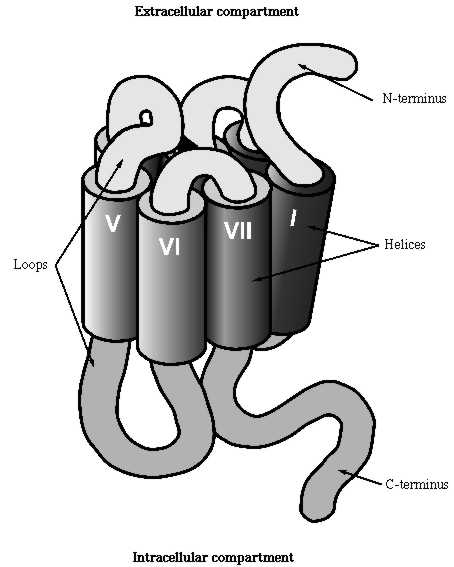 Extracellular compartment
N-terminus
V
VI
VII
I
Helices
Loops
C-terminus
Intracellular compartment